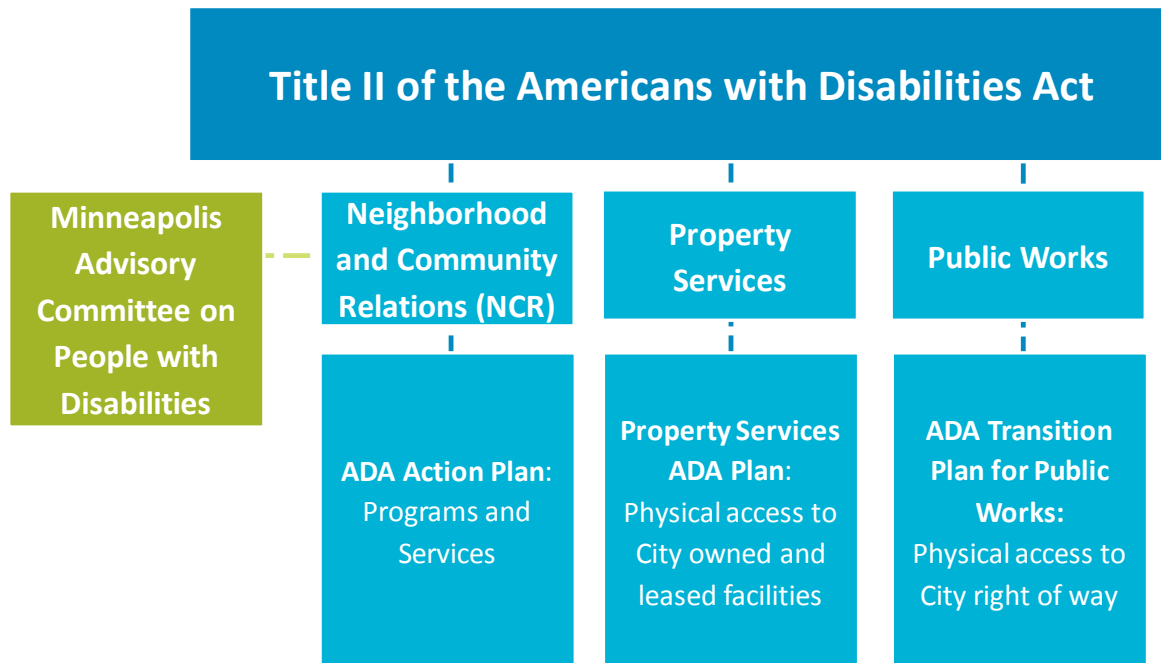 Title II of the Americans with Disabilities Act
Minneapolis
Advisory
Committee on
People with
Disabilities
Neighborhood
and Community
Relations (NCR)
Property
Services
Public Works
ADA Action Plan:
Programs and
Services
Property Services
ADA Plan:
Physical access to
City owned and
leased facilities
ADA Transition
Plan for Public
Works:
Physical access to
City right of way